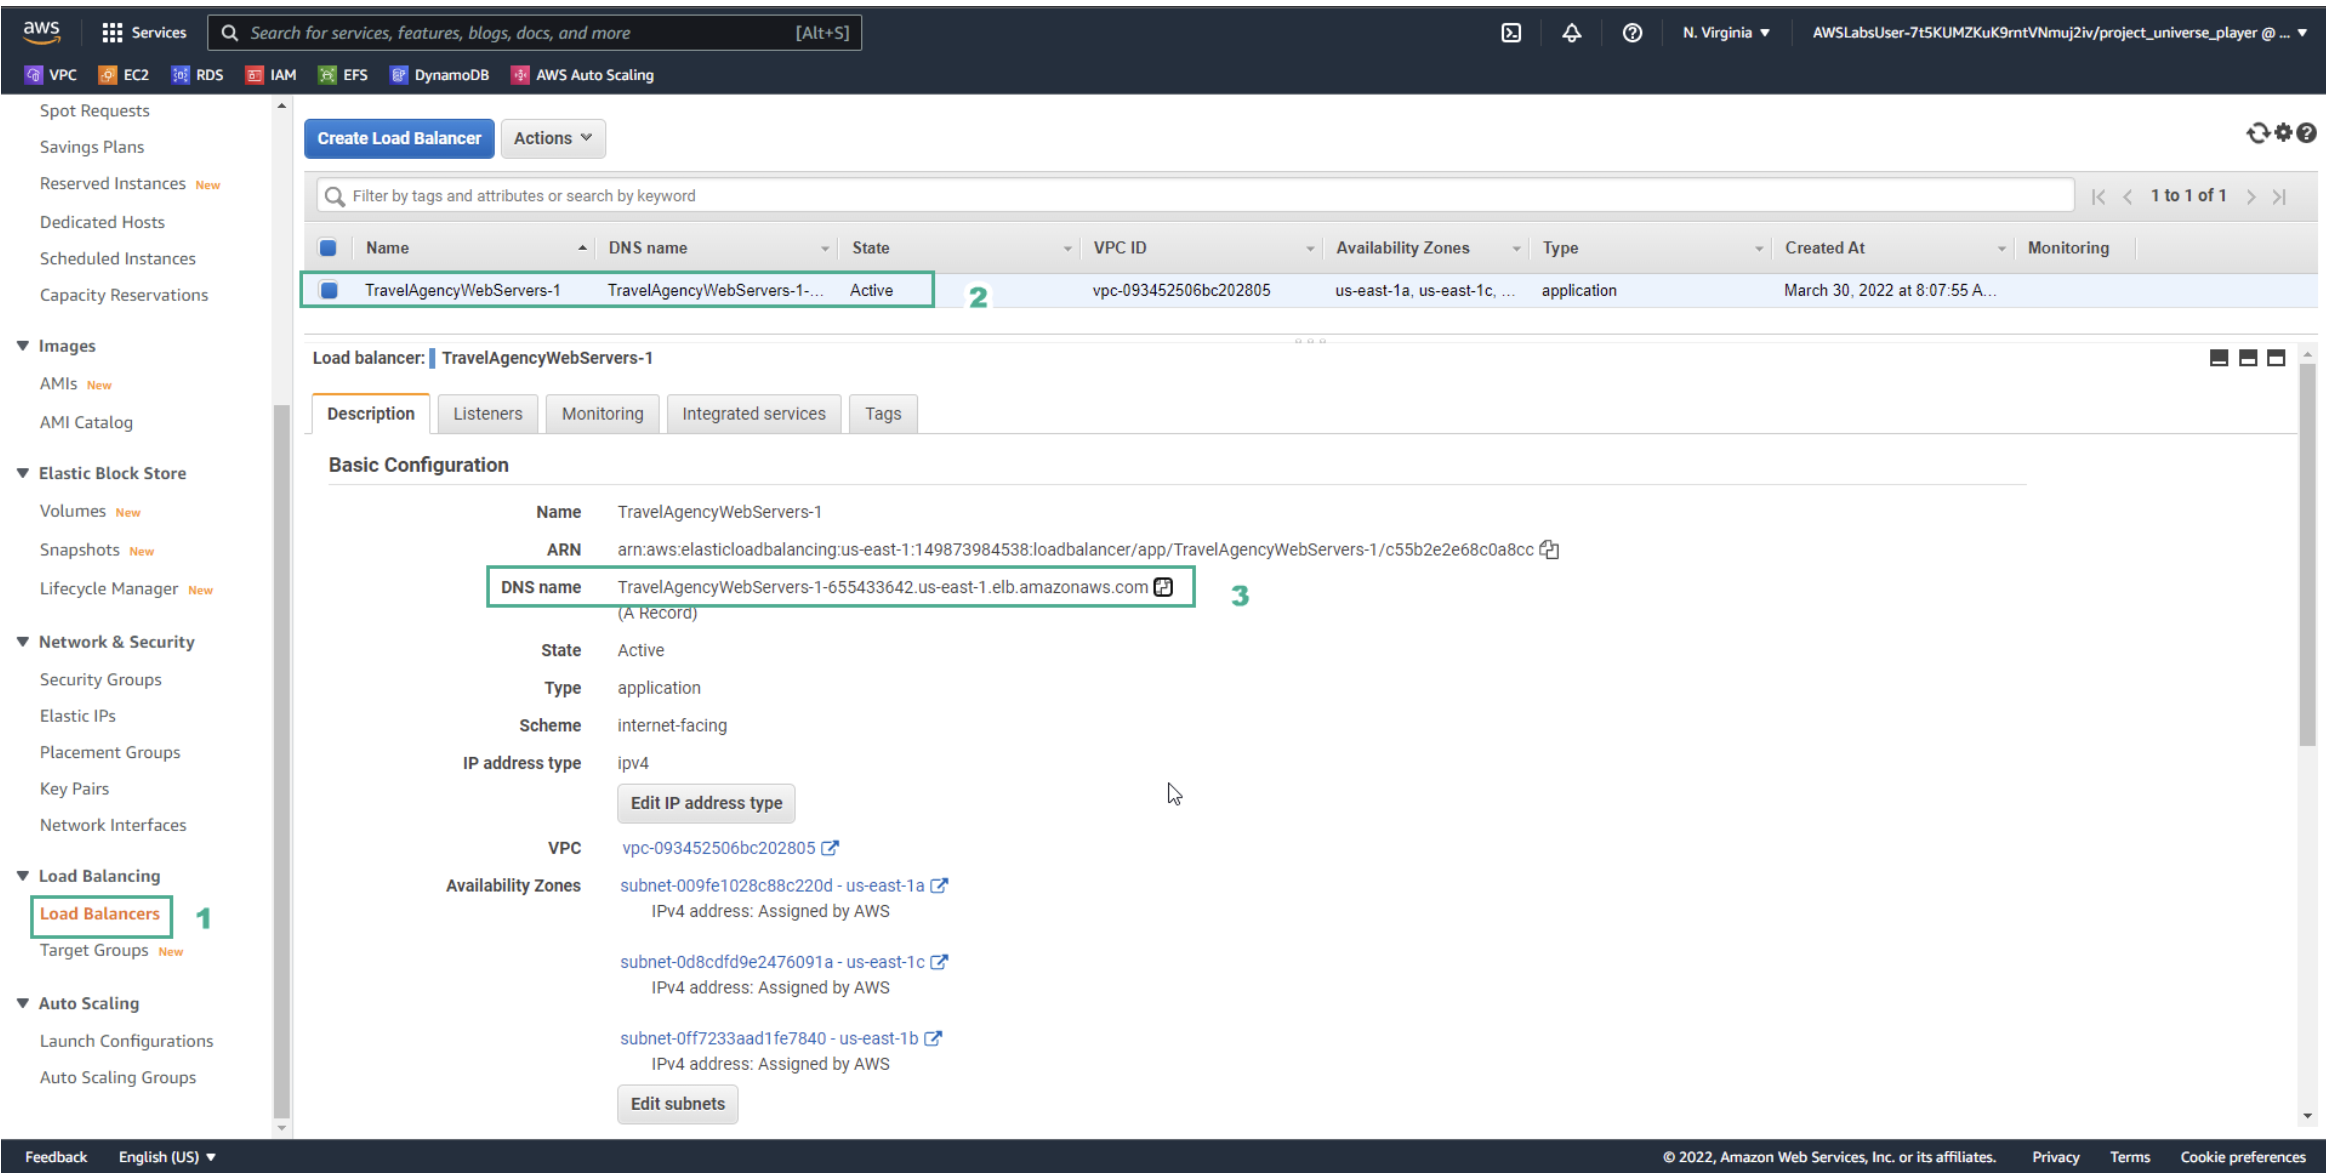 aws Services Search for services, features, blogs, docs, and more [Alt+S] N. Virginia ▼ AWSLabsUser-7t5KUMZKuK9rntVNmuj2iv/project_universe_player @ ... ▼
VPC EC2 RDS IAM EFS DynamoDB AWS Auto Scaling
Spot Requests
Savings Plans
Reserved Instances New
Dedicated Hosts
Scheduled Instances
Capacity Reservations
▼ Images
AMIs New
AMI Catalog
▼ Elastic Block Store
Volumes New
Snapshots New
Lifecycle Manager New
▼ Network & Security
Security Groups
Elastic IPs
Placement Groups
Key Pairs
Network Interfaces
▼ Load Balancing
Load Balancers 1
Target Groups New
▼ Auto Scaling
Launch Configurations
Auto Scaling Groups
Create Load Balancer Actions
Filter by tags and attributes or search by keyword 1 to 1 of 1
Name DNS name State VPC ID Availability Zones Type Created At Monitoring
TravelAgencyWebServers-1 TravelAgencyWebServers-1-... Active 2 vpc-093452506bc202805 us-east-1a, us-east-1c, ... application March 30, 2022 at 8:07:55 A...
Load balancer: TravelAgencyWebServers-1
Description Listeners Monitoring Integrated services Tags
Basic Configuration
Name TravelAgencyWebServers-1
ARN arn:aws:elasticloadbalancing:us-east-1:149873984538:loadbalancer/app/TravelAgencyWebServers-1/c55b2e2e68c0a8cc
DNS name TravelAgencyWebServers-1-655433642.us-east-1.elb.amazonaws.com 3
(A Record)
State Active
Type application
Scheme internet-facing
IP address type ipv4
Edit IP address type
VPC vpc-093452506bc202805
Availability Zones subnet-009fe1028c88c220d - us-east-1a
IPv4 address: Assigned by AWS
subnet-0d8cdfd9e2476091a - us-east-1c
IPv4 address: Assigned by AWS
subnet-0ff7233aad1fe7840 - us-east-1b
IPv4 address: Assigned by AWS
Edit subnets
Feedback English (US) ▼ © 2022, Amazon Web Services, Inc. or its affiliates. Privacy Terms Cookie preferences